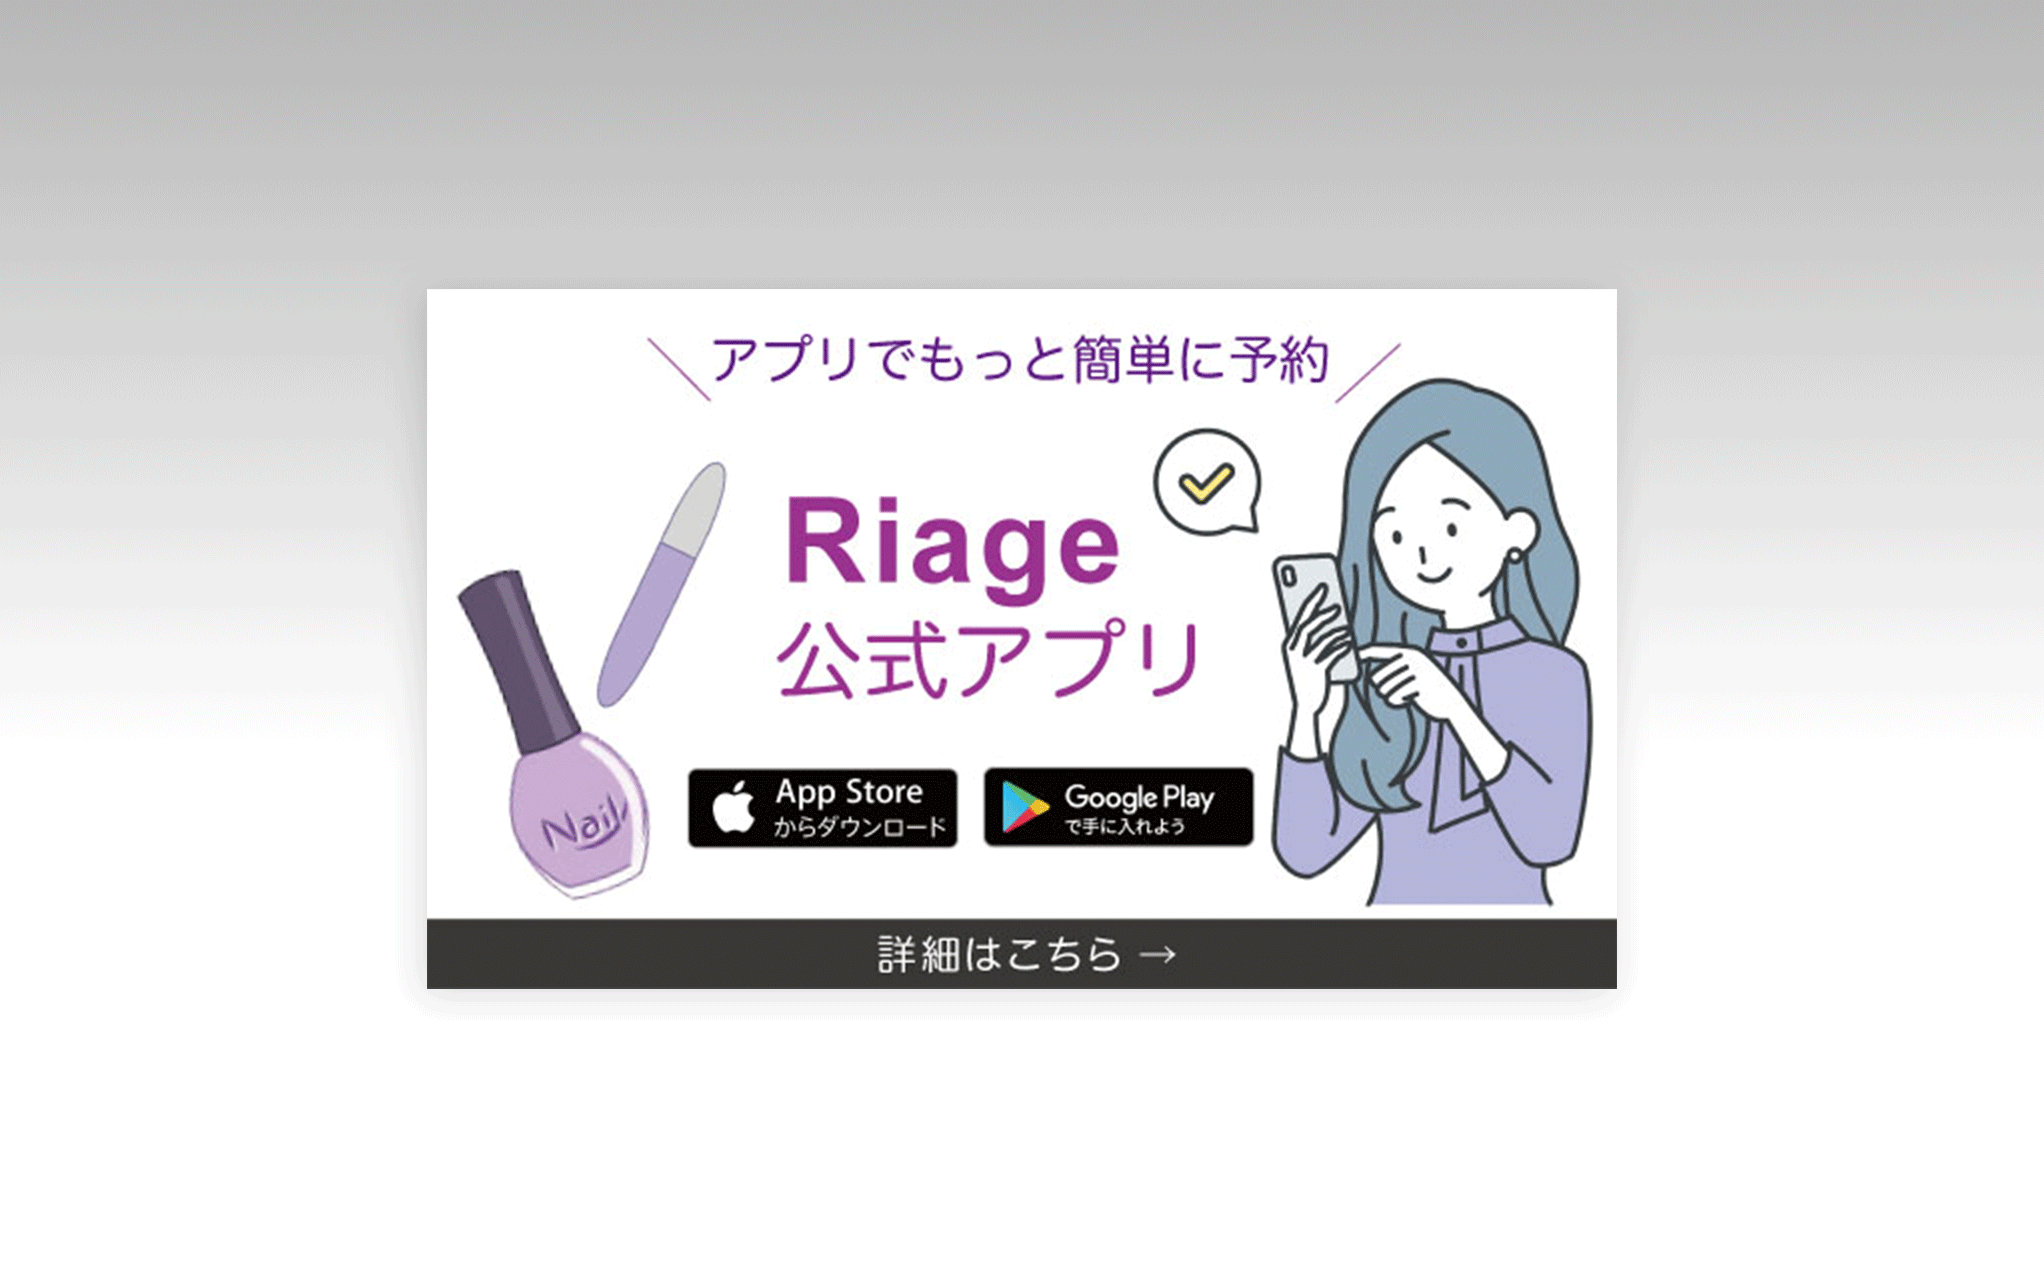 アプリでもっと簡単に予約
Riage
公式アプリ
Nail
App Store
からダウンロード
Google Play
で手に入れよう
詳細はこちら →